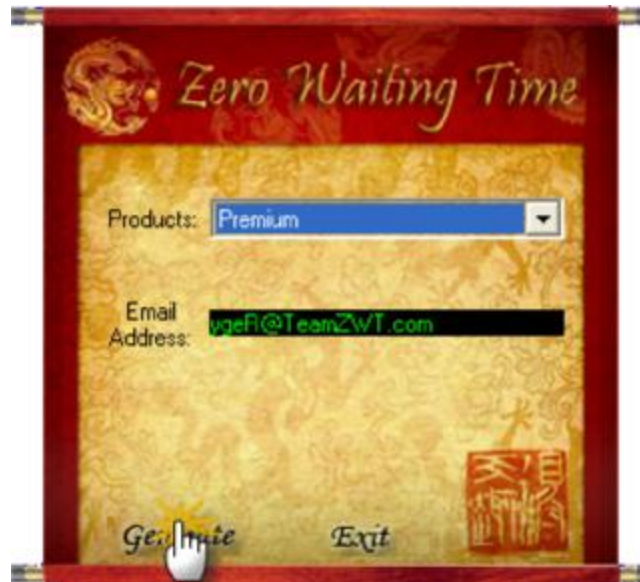 Zero Waiting Time
Products: Premium
Email
Address:
ygeR@TeamZWT.com
Exit